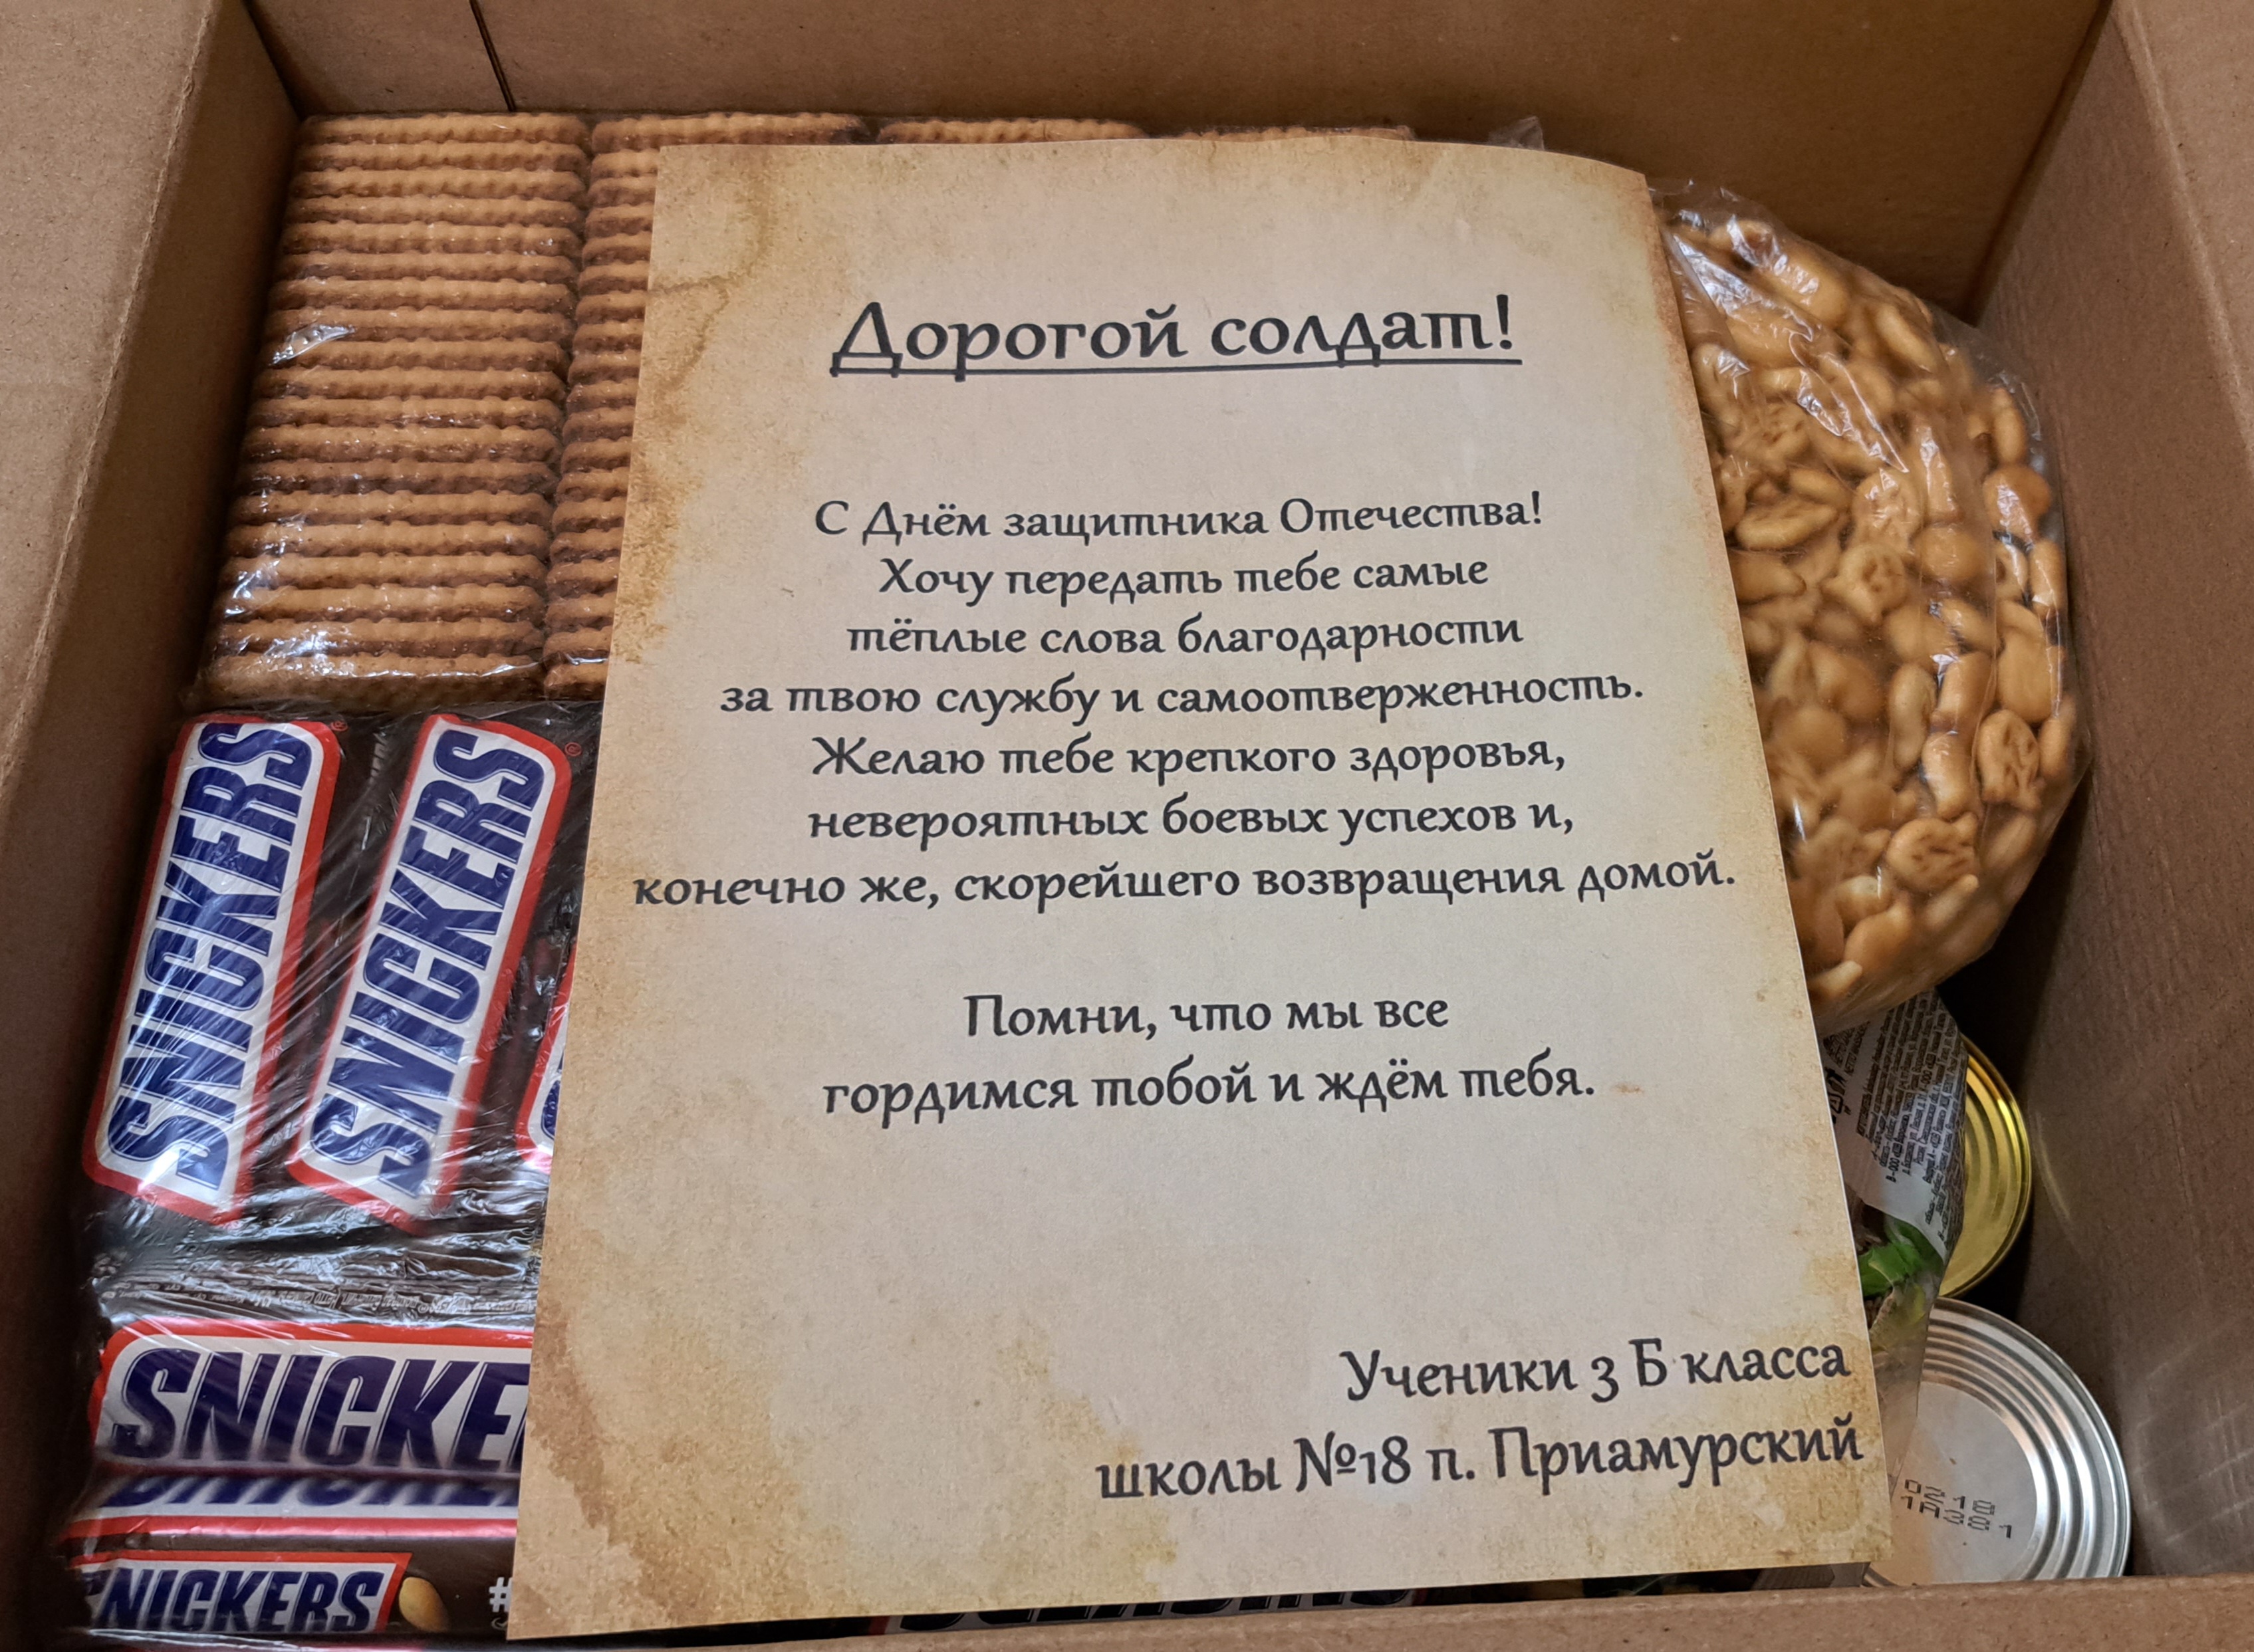 Дорогой солдат!
С Днём защитника Отечества!
Хочу передать тебе самые
тёплые слова благодарности
за твою службу и самоотверженность.
Желаю тебе крепкого здоровья,
невероятных боевых успехов и,
конечно же, скорейшего возвращения домой.
Помни, что мы все
гордимся тобой и ждём тебя.
Ученики 3 Б класса
школы №18 п. Приамурский
SNICKERS
SNICKERS
SNICKE
NICKERS